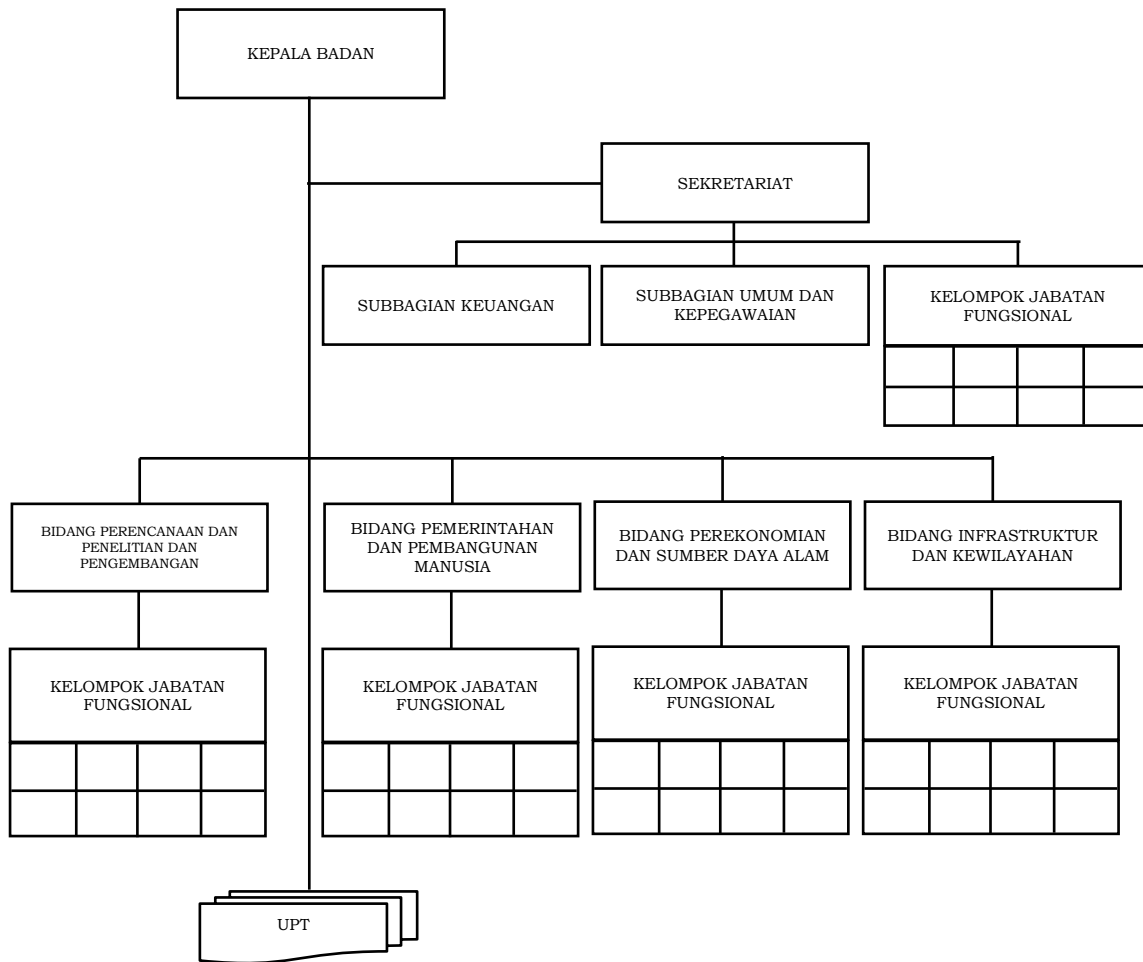 KEPALA BADAN
SEKRETARIAT
SUBBAGIAN KEUANGAN
SUBBAGIAN UMUM DAN
KEPEGAWAIAN
KELOMPOK JABATAN
FUNGSIONAL
BIDANG PERENCANAAN DAN
PENELITIAN DAN
PENGEMBANGAN
BIDANG PEMERINTAHAN
DAN PEMBANGUNAN
MANUSIA
BIDANG PEREKONOMIAN
DAN SUMBER DAYA ALAM
BIDANG INFRASTRUKTUR
DAN KEWILAYAHAN
KELOMPOK JABATAN
FUNGSIONAL
KELOMPOK JABATAN
FUNGSIONAL
KELOMPOK JABATAN
FUNGSIONAL
KELOMPOK JABATAN
FUNGSIONAL
UPT